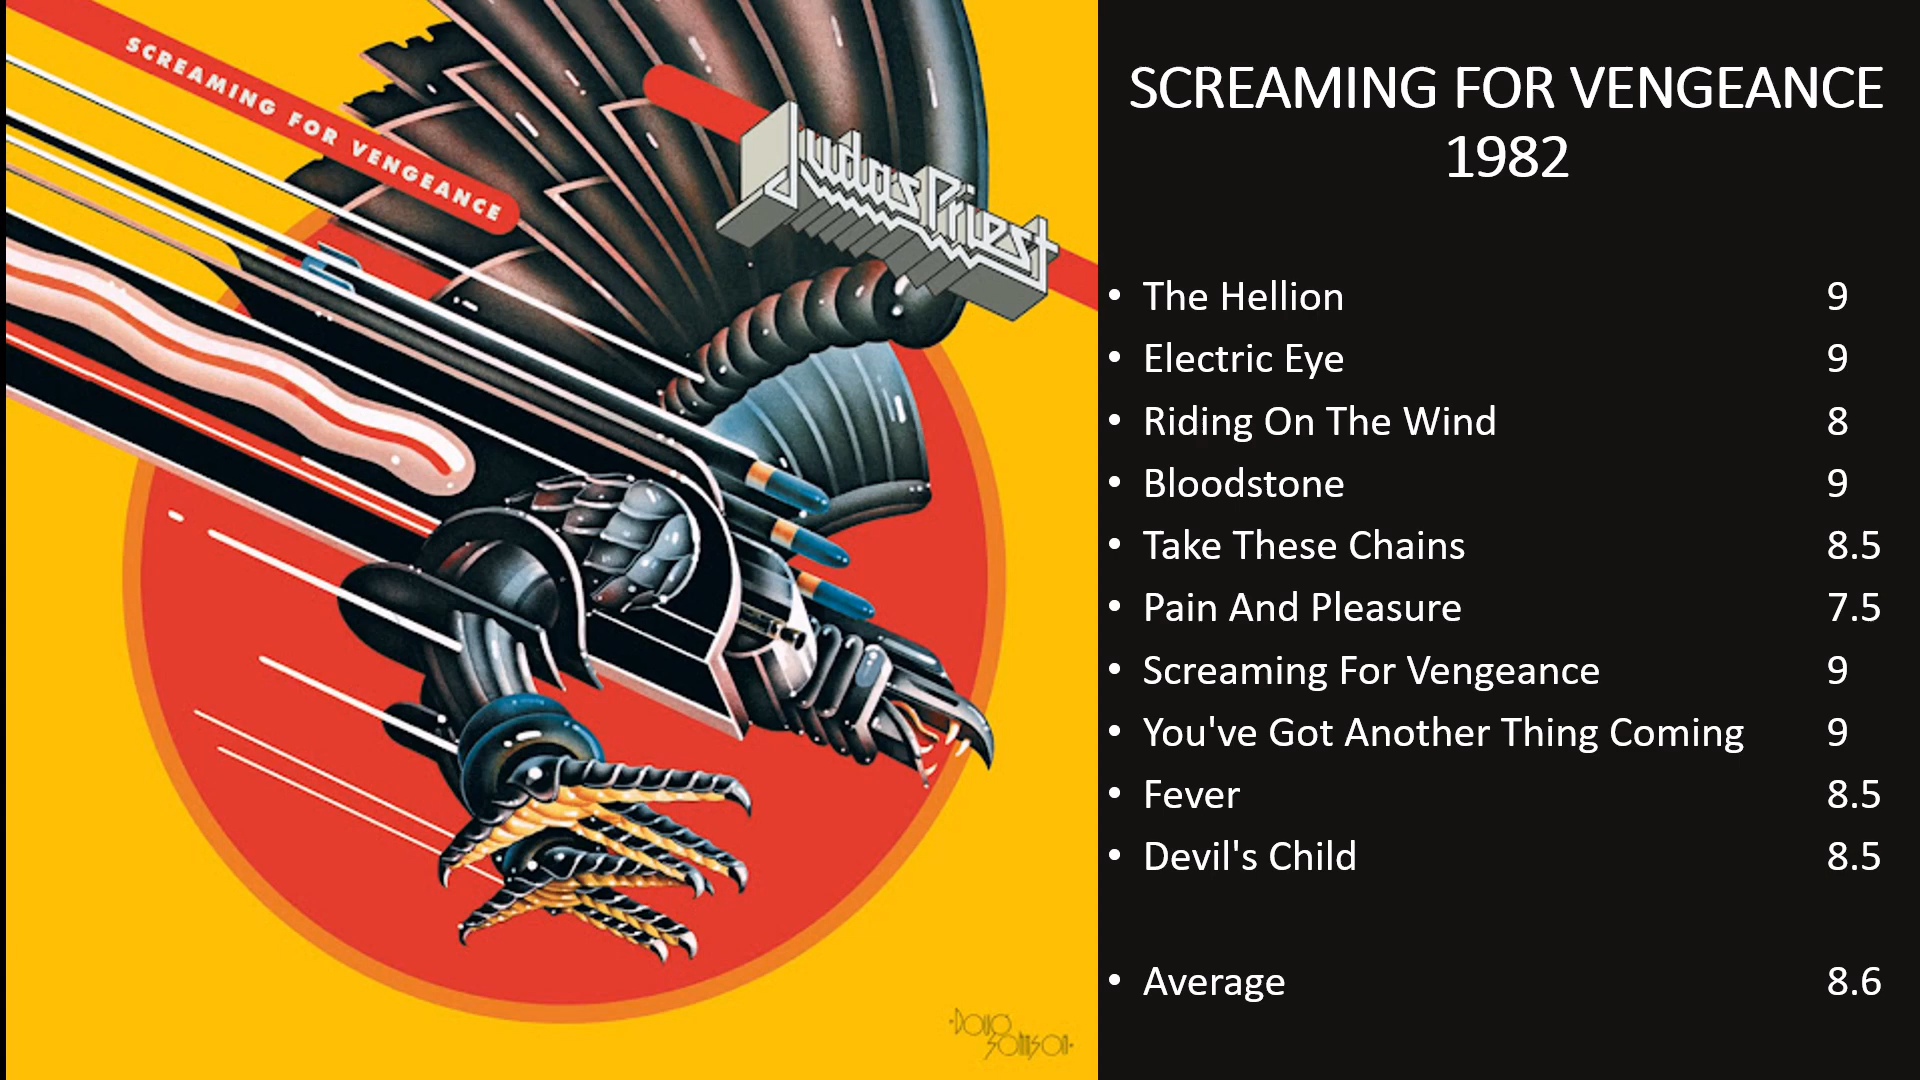 SCREAMING FOR VENGEANCE
Judas Priest
·DOUG
JOHNSON·
SCREAMING FOR VENGEANCE
1982
• The Hellion 9
• Electric Eye 9
• Riding On The Wind 8
• Bloodstone 9
• Take These Chains 8.5
• Pain And Pleasure 7.5
• Screaming For Vengeance 9
• You've Got Another Thing Coming 9
• Fever 8.5
• Devil's Child 8.5
• Average 8.6